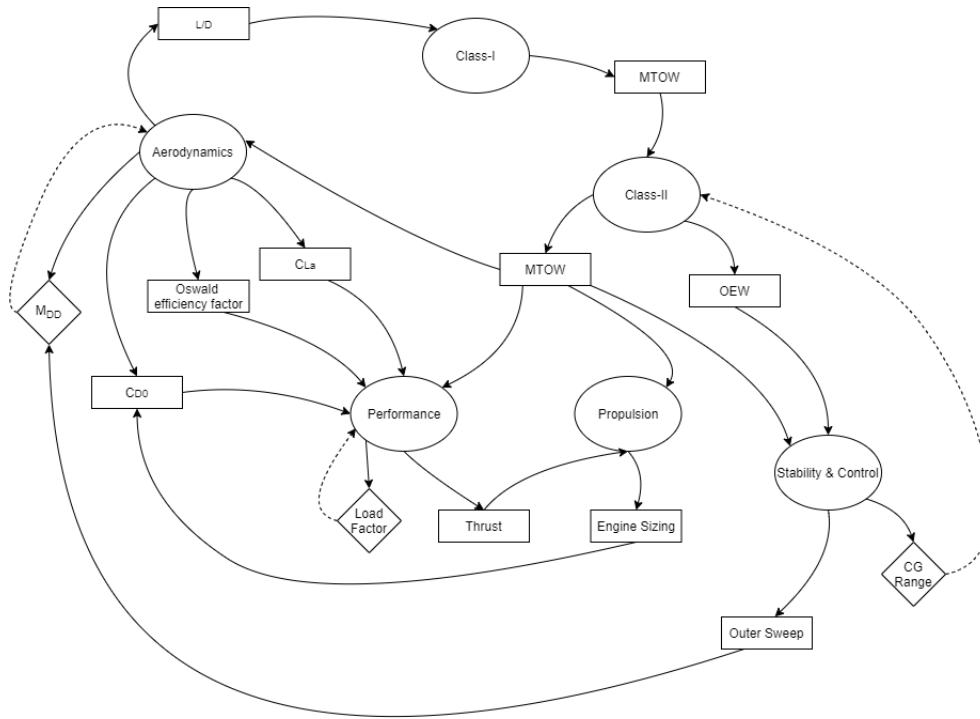 L/D
Class-I
MTOW
Aerodynamics
Class-II
CLa
MTOW
Oswald
efficiency factor
OEW
MDD
CD0
Performance
Propulsion
Stability & Control
Load
Factor
Thrust
Engine Sizing
CG
Range
Outer Sweep